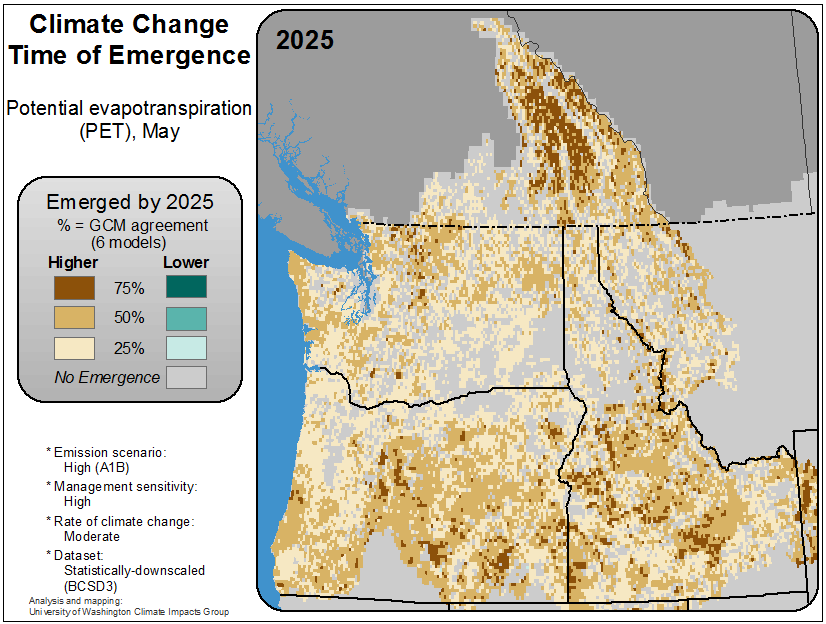 Climate Change
Time of Emergence
Potential evapotranspiration
(PET), May
Emerged by 2025
% = GCM agreement
(6 models)
Higher Lower
75%
50%
25%
No Emergence
* Emission scenario:
High (A1B)
* Management sensitivity:
High
* Rate of climate change:
Moderate
* Dataset:
Statistically-downscaled
(BCSD3)
Analysis and mapping:
University of Washington Climate Impacts Group
2025